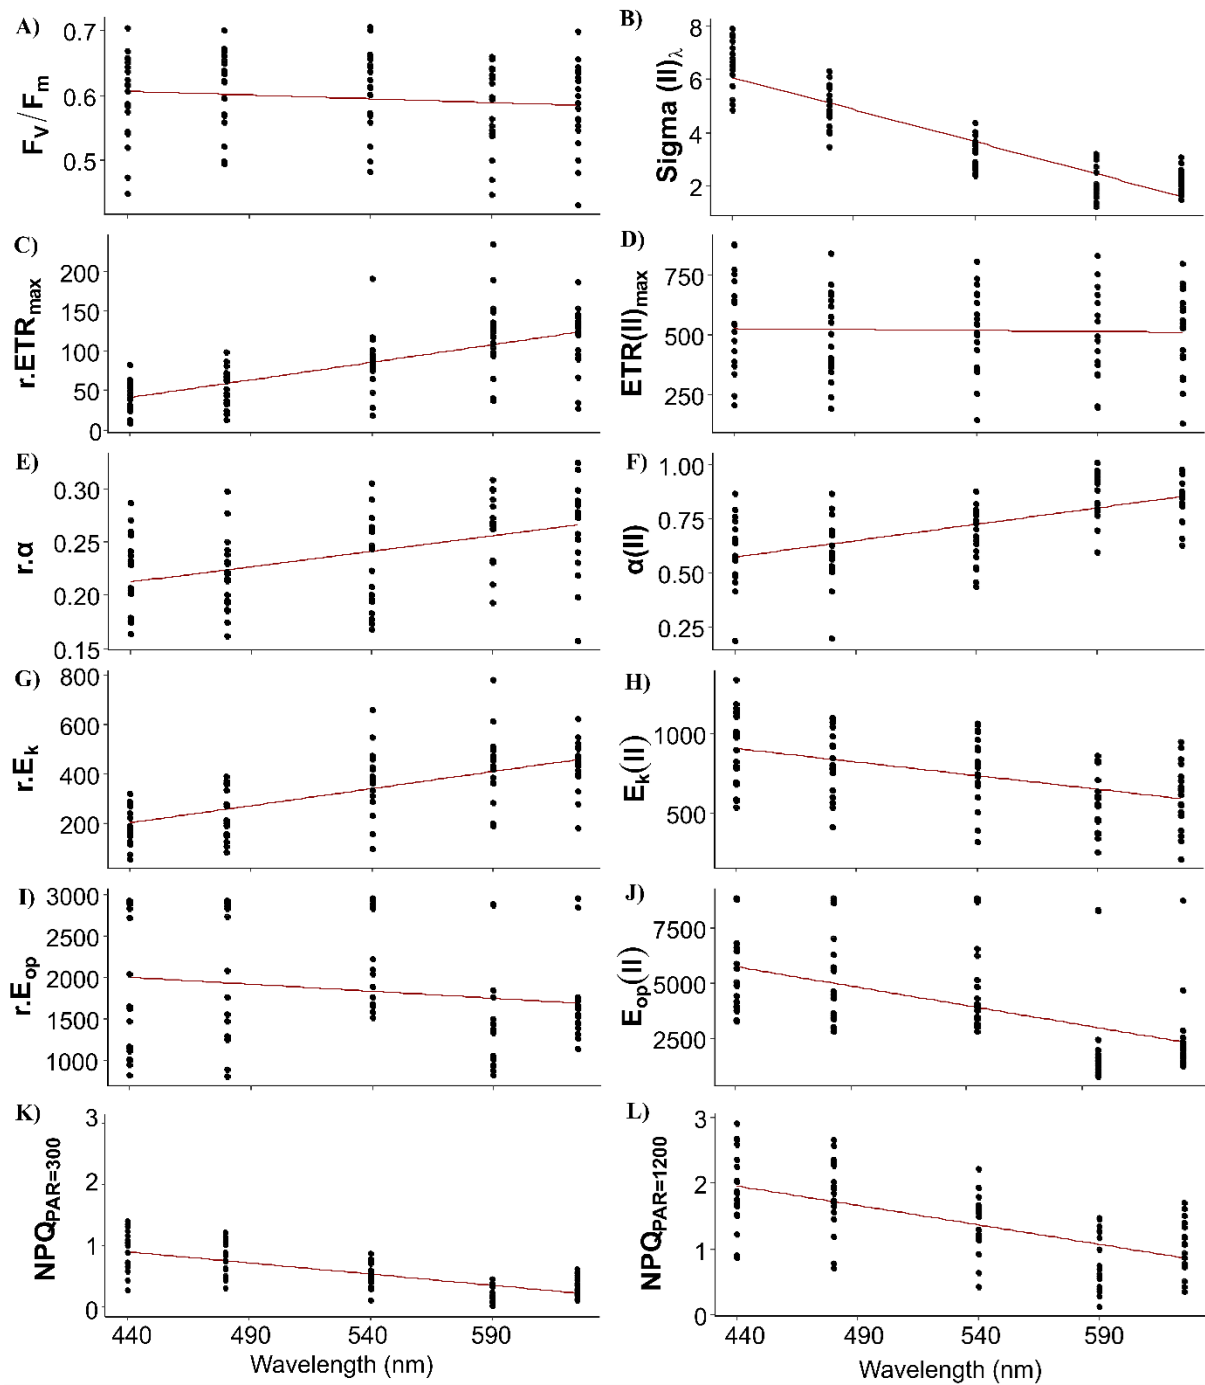 A)
0.7
0.6
0.5
Fv/Fm
B)
8
6
4
2
Sigma (II)λ
C)
200
150
100
50
0
r.ETRmax
D)
750
500
250
ETR(II)max
E)
0.30
0.25
0.20
0.15
r.α
F)
1.00
0.75
0.50
0.25
α(II)
G)
800
600
400
200
r.Ek
H)
1000
500
Ek(II)
I)
3000
2500
2000
1500
1000
r.Eop
J)
7500
5000
2500
Eop(II)
K)
3
2
1
0
NPQPAR=300
440 490 540 590
Wavelength (nm)
L)
3
2
1
0
NPQPAR=1200
440 490 540 590
Wavelength (nm)